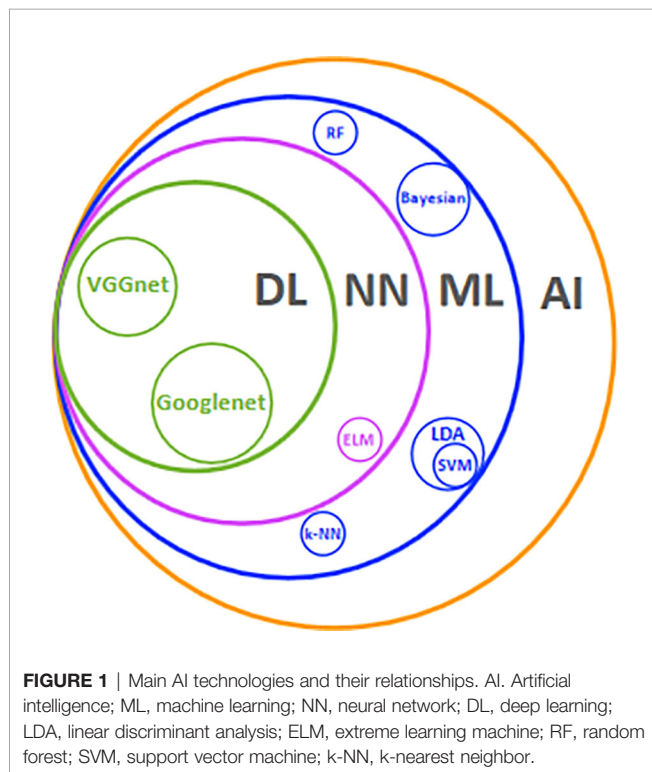 RF
Bayesian
VGGnet
DL NN ML AI
Googlenet
ELM
LDA
SVM
k-NN
FIGURE 1 | Main AI technologies and their relationships. AI. Artificial
intelligence; ML, machine learning; NN, neural network; DL, deep learning;
LDA, linear discriminant analysis; ELM, extreme learning machine; RF, random
forest; SVM, support vector machine; k-NN, k-nearest neighbor.